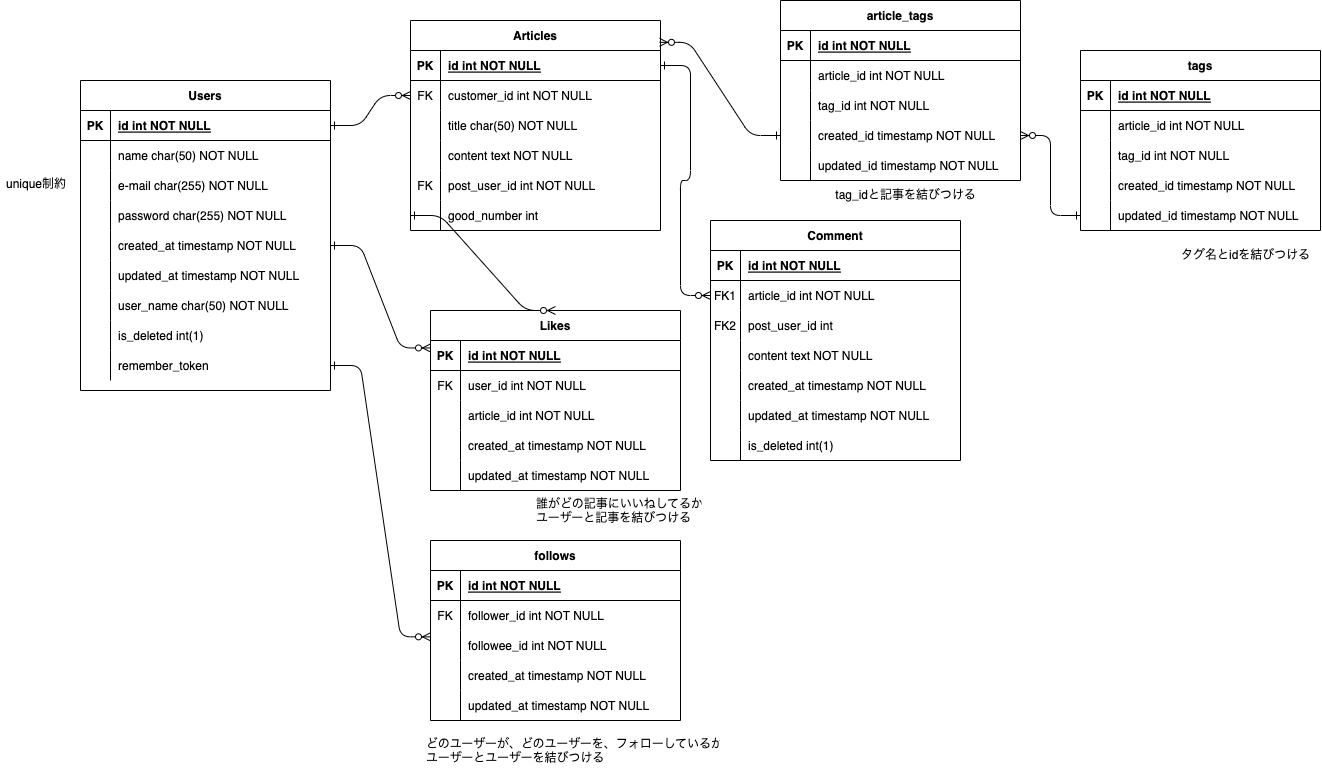 unique制約
Users
PK id int NOT NULL
name char(50) NOT NULL
e-mail char(255) NOT NULL
password char(255) NOT NULL
created_at timestamp NOT NULL
updated_at timestamp NOT NULL
user_name char(50) NOT NULL
is_deleted int(1)
remember_token
Articles
PK id int NOT NULL
FK customer_id int NOT NULL
title char(50) NOT NULL
content text NOT NULL
FK post_user_id int NOT NULL
good_number int
article_tags
PK id int NOT NULL
article_id int NOT NULL
tag_id int NOT NULL
created_id timestamp NOT NULL
updated_id timestamp NOT NULL
tag_idと記事を結びつける
tags
PK id int NOT NULL
article_id int NOT NULL
tag_id int NOT NULL
created_id timestamp NOT NULL
updated_id timestamp NOT NULL
タグ名とidを結びつける
Comment
PK id int NOT NULL
FK1 article_id int NOT NULL
FK2 post_user_id int
content text NOT NULL
created_at timestamp NOT NULL
updated_at timestamp NOT NULL
is_deleted int(1)
Likes
PK id int NOT NULL
FK user_id int NOT NULL
article_id int NOT NULL
created_at timestamp NOT NULL
updated_at timestamp NOT NULL
誰がどの記事にいいねしてるか
ユーザーと記事を結びつける
follows
PK id int NOT NULL
FK follower_id int NOT NULL
followee_id int NOT NULL
created_at timestamp NOT NULL
updated_at timestamp NOT NULL
どのユーザーが、どのユーザーを、フォローしているか
ユーザーとユーザーを結びつける